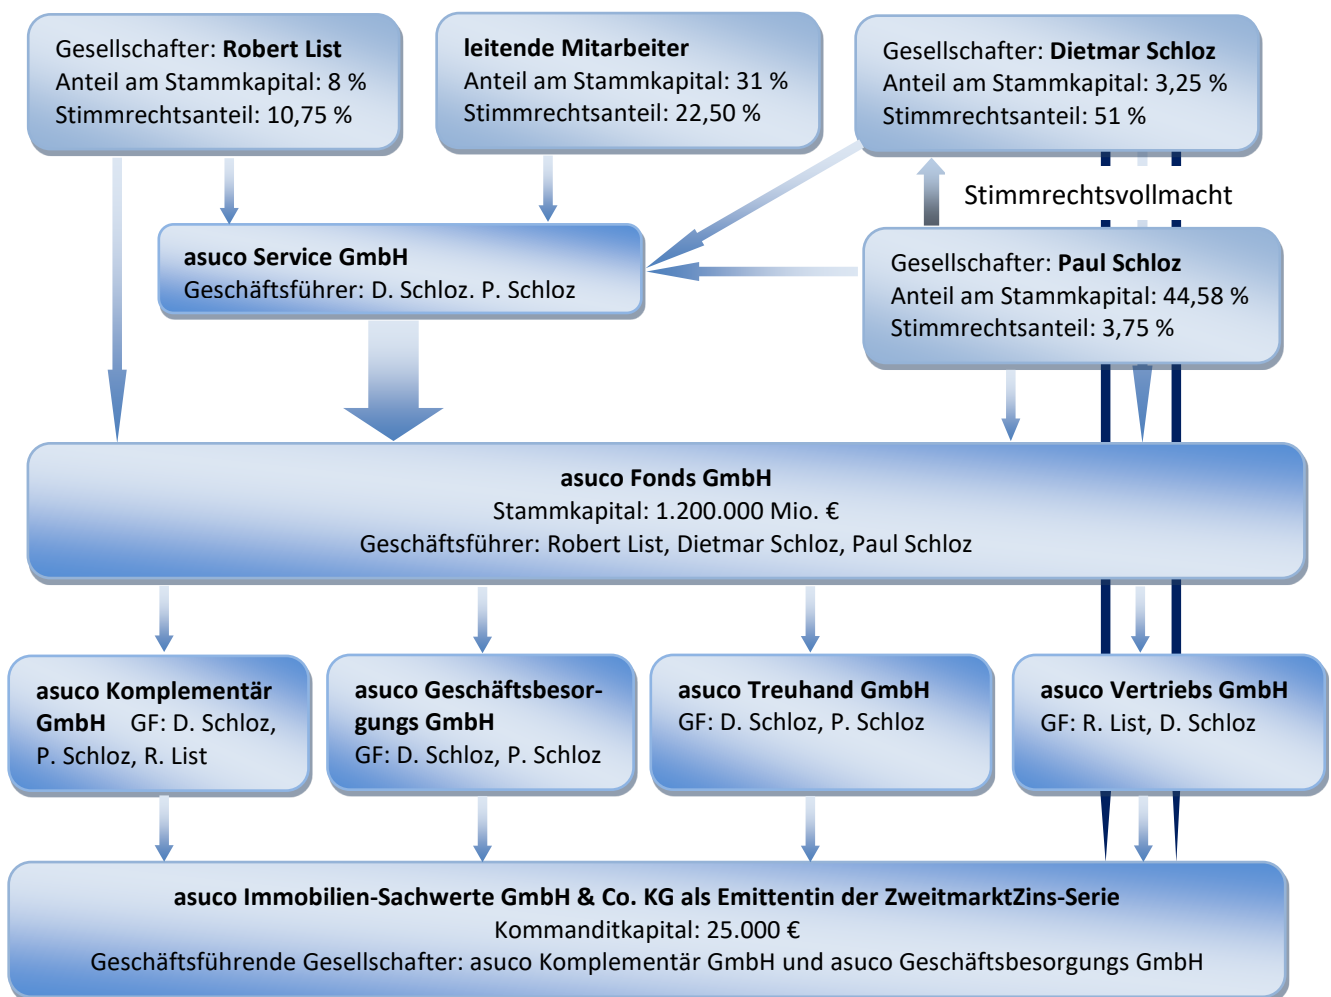 Gesellschafter: Robert List
Anteil am Stammkapital: 8 %
Stimmrechtsanteil: 10,75 %
leitende Mitarbeiter
Anteil am Stammkapital: 31 %
Stimmrechtsanteil: 22,50 %
Gesellschafter: Dietmar Schloz
Anteil am Stammkapital: 3,25 %
Stimmrechtsanteil: 51 %
Stimmrechtsvollmacht
asuco Service GmbH
Geschäftsführer: D. Schloz. P. Schloz
Gesellschafter: Paul Schloz
Anteil am Stammkapital: 44,58 %
Stimmrechtsanteil: 3,75 %
asuco Fonds GmbH
Stammkapital: 1.200.000 Mio. €
Geschäftsführer: Robert List, Dietmar Schloz, Paul Schloz
asuco Komplementär
GmbH GF: D. Schloz,
P. Schloz, R. List
asuco Geschäftsbesor-
gungs GmbH
GF: D. Schloz, P. Schloz
asuco Treuhand GmbH
GF: D. Schloz, P. Schloz
asuco Vertriebs GmbH
GF: R. List, D. Schloz
asuco Immobilien-Sachwerte GmbH & Co. KG als Emittentin der ZweitmarktZins-Serie
Kommanditkapital: 25.000 €
Geschäftsführende Gesellschafter: asuco Komplementär GmbH und asuco Geschäftsbesorgungs GmbH